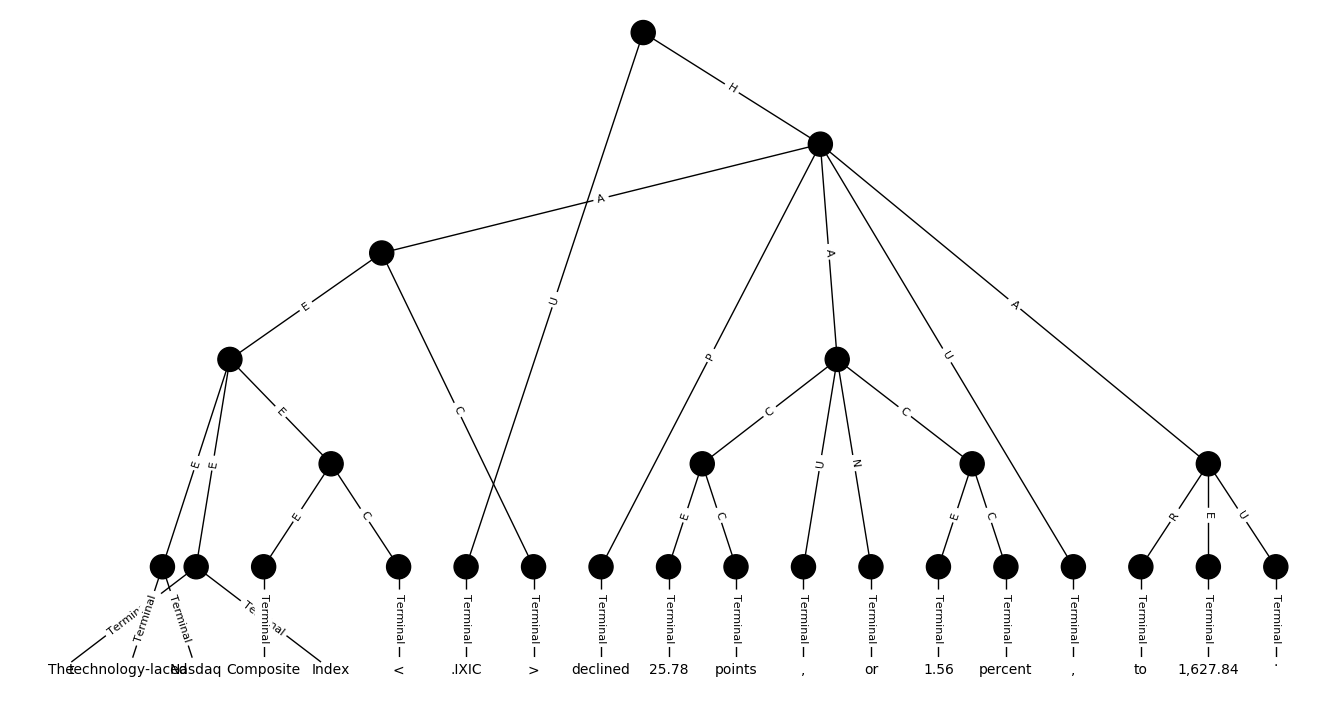 H
A
U
E
C
P
A
U
A
E
E
E
C
U
N
C
E
C
E
C
E
C
R
E
U
Terminal Terminal Terminal Terminal Terminal Terminal Terminal Terminal Terminal Terminal Terminal Terminal Terminal Terminal Terminal Terminal Terminal Terminal Terminal Terminal
The technology-laced Nasdaq Composite Index < .IXIC > declined 25.78 points , or 1.56 percent , to 1,627.84 .